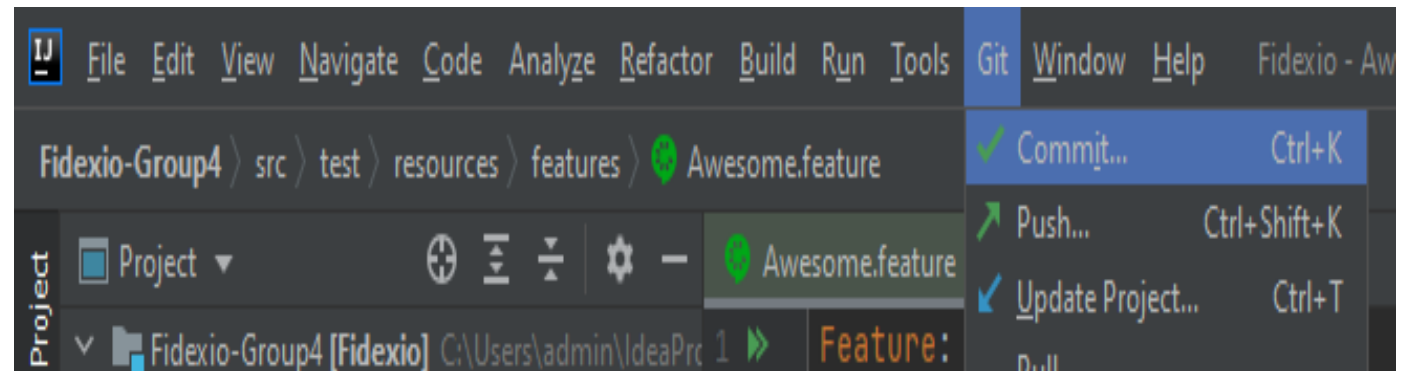 IJ File Edit View Navigate Code Analyze Refactor Build Run Tools Git Window Help Fidexio - Aw
Fidexio-Group4 src test resources features Awesome.feature
Commit... Ctrl+K
Push... Ctrl+Shift+K
Project Project Awesome.feature
Update Project... Ctrl+T
Fidexio-Group4 [Fidexio] C:\Users\admin\IdeaPrc 1 Feature: